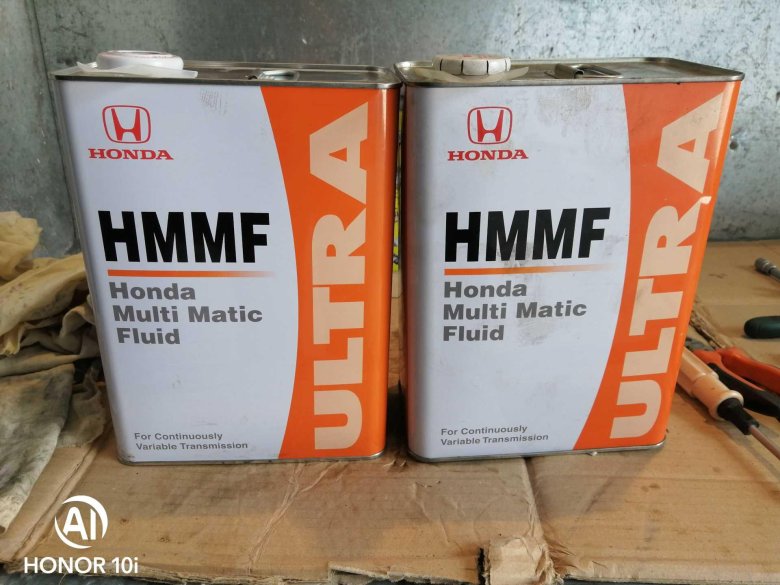 HONDA
HMMF
Honda
Multi Matic
Fluid
For Continuously
Variable Transmission
ULTRA
HONDA
HMMF
Honda
Multi Matic
Fluid
For Continuously
Variable Transmission
ULTRA
AI
HONOR 10i